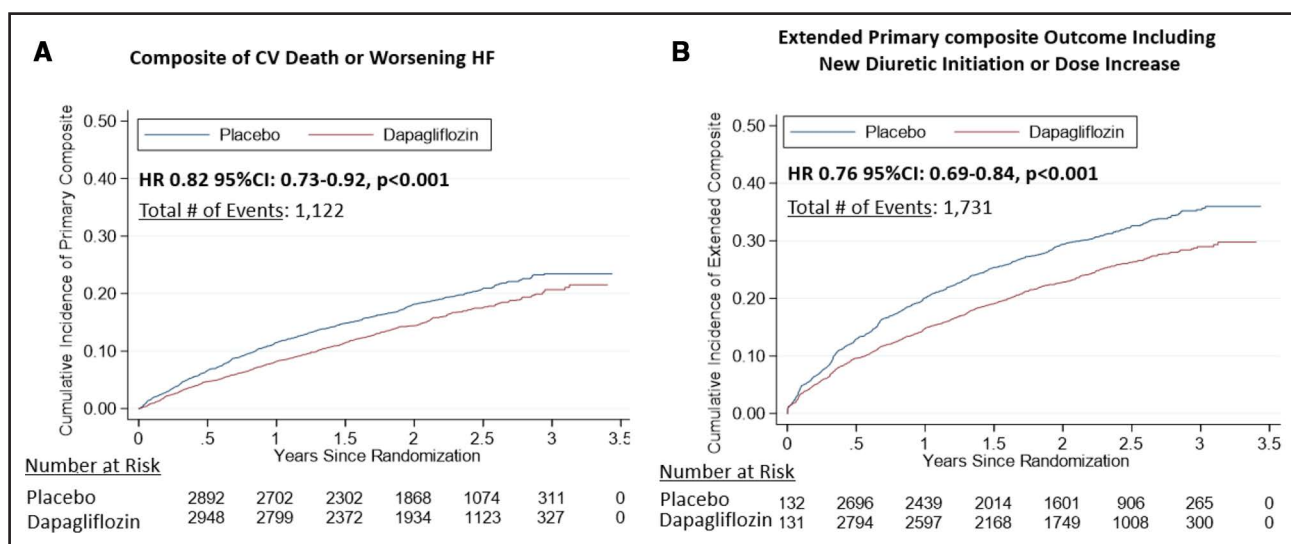 A
Composite of CV Death or Worsening HF
Cumulative Incidence of Primary Composite
0.50
0.40
0.30
0.20
0.10
0.00
Placebo Dapagliflozin
HR 0.82 95%CI: 0.73-0.92, p<0.001
Total # of Events: 1,122
0 .5 1 1.5 2 2.5 3 3.5
Years Since Randomization
Number at Risk
Placebo 2892 2702 2302 1868 1074 311 0
Dapagliflozin 2948 2799 2372 1934 1123 327 0
B
Extended Primary composite Outcome Including
New Diuretic Initiation or Dose Increase
Cumulative Incidence of Extended Composite
0.50
0.40
0.30
0.20
0.10
0.00
Placebo Dapagliflozin
HR 0.76 95%CI: 0.69-0.84, p<0.001
Total # of Events: 1,731
0 .5 1 1.5 2 2.5 3 3.5
Years Since Randomization
Number at Risk
Placebo 132 2696 2439 2014 1601 906 265 0
Dapagliflozin 131 2794 2597 2168 1749 1008 300 0